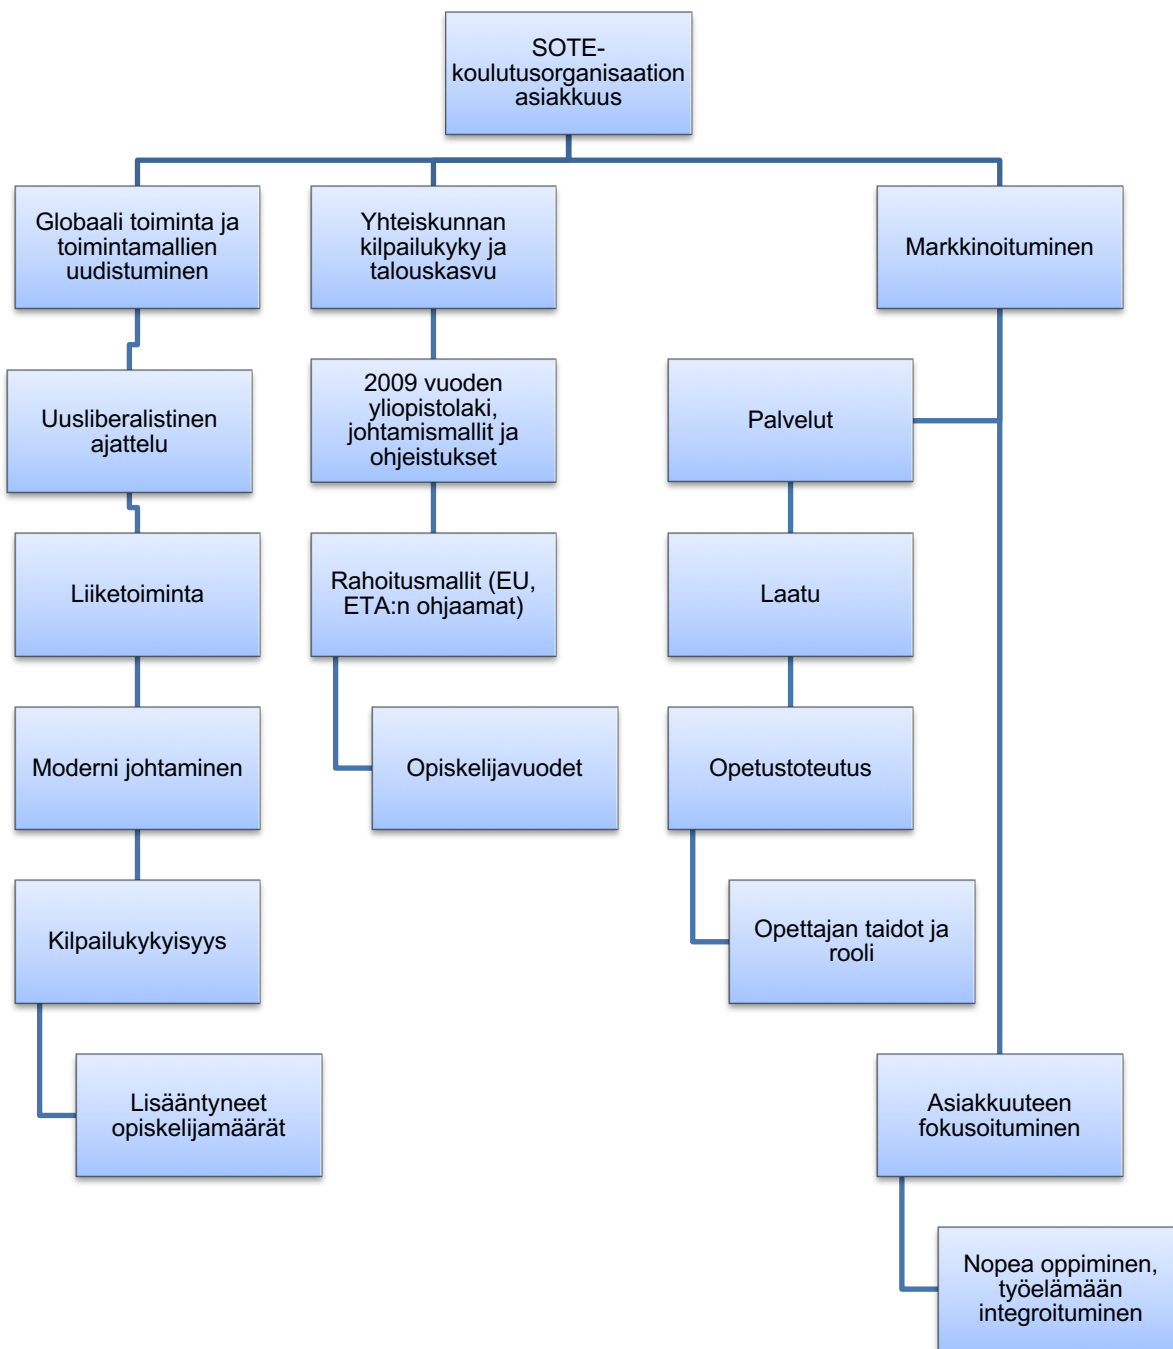 SOTE-
koulutusorganisaation
asiakkuus
Globaali toiminta ja
toimintamallien
uudistuminen
Yhteiskunnan
kilpailukyky ja
talouskasvu
Markkinoituminen
Uusliberalistinen
ajattelu
2009 vuoden
yliopistolaki,
johtamismallit ja
ohjeistukset
Palvelut
Liiketoiminta
Rahoitusmallit (EU,
ETA:n ohjaamat)
Laatu
Moderni johtaminen
Opiskelijavuodet
Opetustoteutus
Kilpailukykyisyys
Opettajan taidot ja
rooli
Lisääntyneet
opiskelijamäärät
Asiakkuuteen
fokusoituminen
Nopea oppiminen,
työelämään
integroituminen